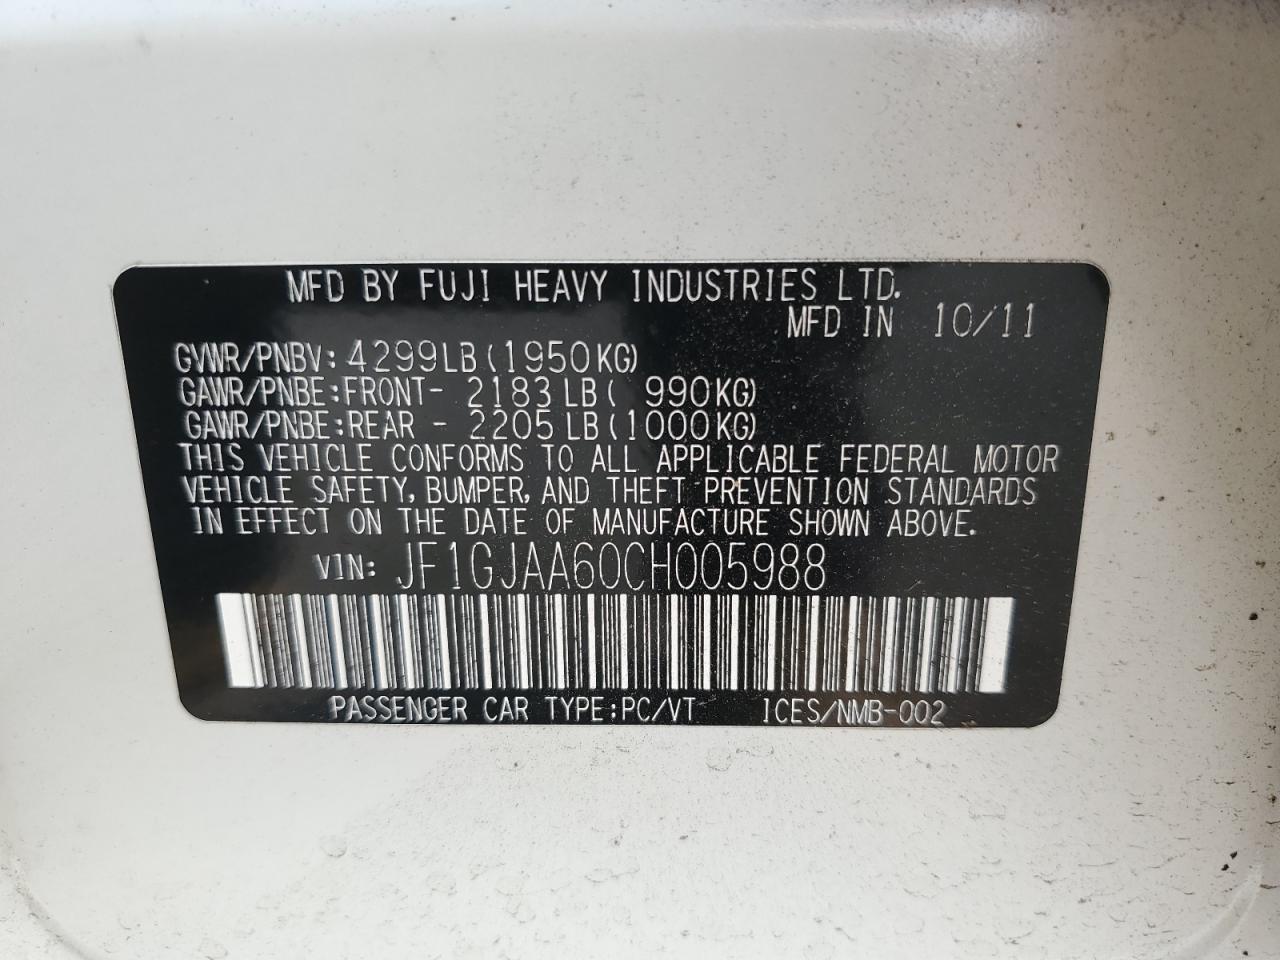 MFD BY FUJI HEAVY INDUSTRIES LTD.
MFD IN 10/11
GVWR/PNBV: 4299LB (1950KG)
GAWR/PNBE:FRONT- 2183LB ( 990KG)
GAWR/PNBE:REAR - 2205LB (1000KG)
THIS VEHICLE CONFORMS TO ALL APPLICABLE FEDERAL MOTOR
VEHICLE SAFETY, BUMPER, AND THEFT PREVENTION STANDARDS
IN EFFECT ON THE DATE OF MANUFACTURE SHOWN ABOVE.
VIN: JF1GJAA60CH005988
PASSENGER CAR TYPE:PC/VT ICES/NMB-002